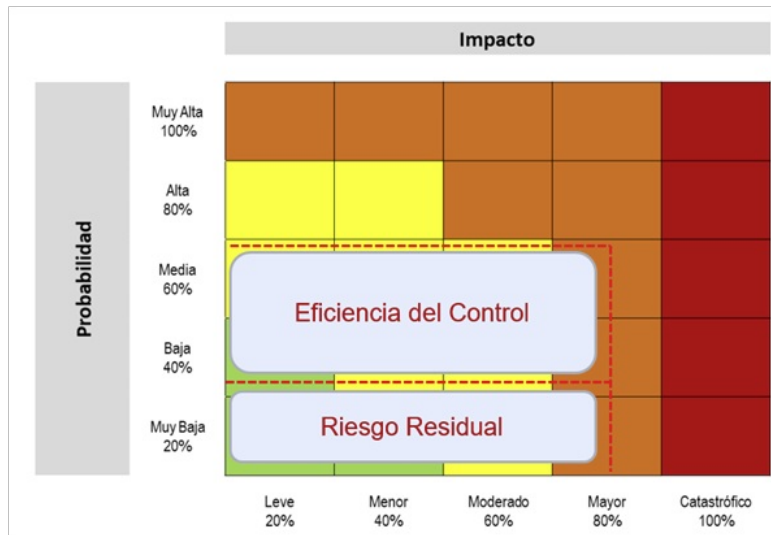 Impacto
Probabilidad
Muy Alta
100%
Alta
80%
Media
60%
Baja
40%
Muy Baja
20%
Eficiencia del Control
Riesgo Residual
Leve
20%
Menor
40%
Moderado
60%
Mayor
80%
Catastrófico
100%